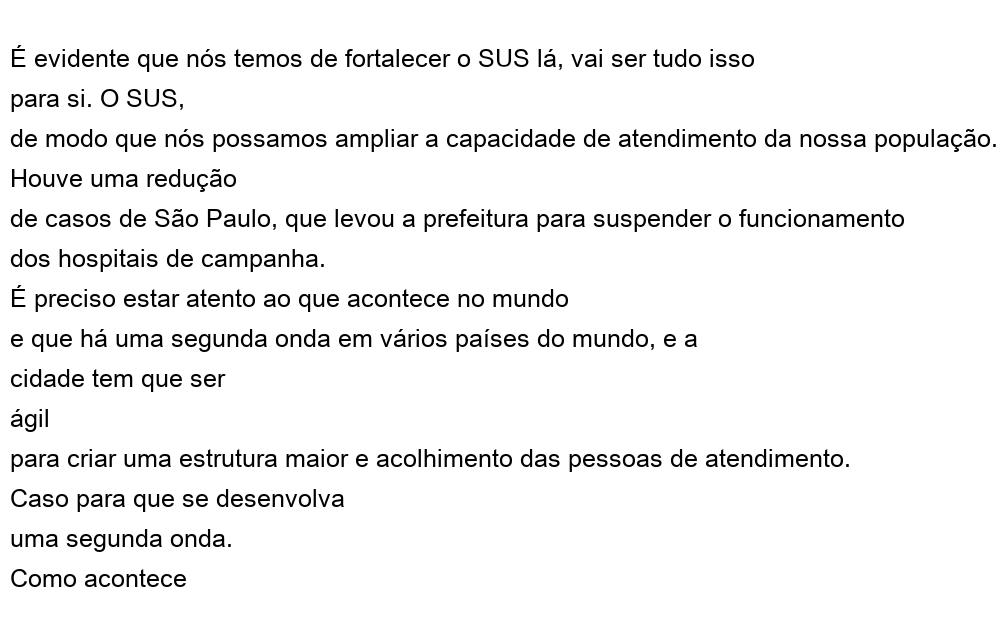 É evidente que nós temos de fortalecer o SUS lá, vai ser tudo isso
para si. O SUS,
de modo que nós possamos ampliar a capacidade de atendimento da nossa população.
Houve uma redução
de casos de São Paulo, que levou a prefeitura para suspender o funcionamento
dos hospitais de campanha.
É preciso estar atento ao que acontece no mundo
e que há uma segunda onda em vários países do mundo, e a
cidade tem que ser
ágil
para criar uma estrutura maior e acolhimento das pessoas de atendimento.
Caso para que se desenvolva
uma segunda onda.
Como acontece